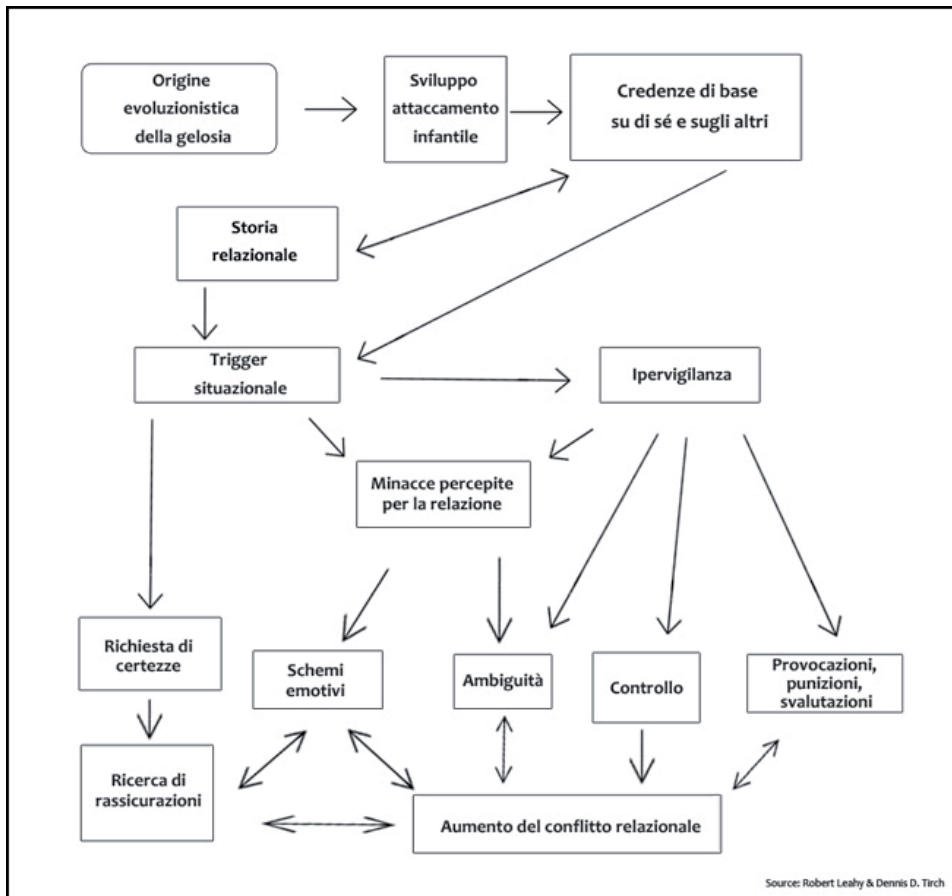 Origine
evoluzionistica
della gelosia
Sviluppo
attaccamento
infantile
Credenze di base
su di sé e sugli altri
Storia
relazionale
Trigger
situazionale
Ipervigilanza
Minacce percepite
per la relazione
Richiesta di
certezze
Schemi
emotivi
Ambiguità
Controllo
Provocazioni,
punizioni,
svalutazioni
Ricerca di
rassicurazioni
Aumento del conflitto relazionale
Source: Robert Leahy & Dennis D. Tirch